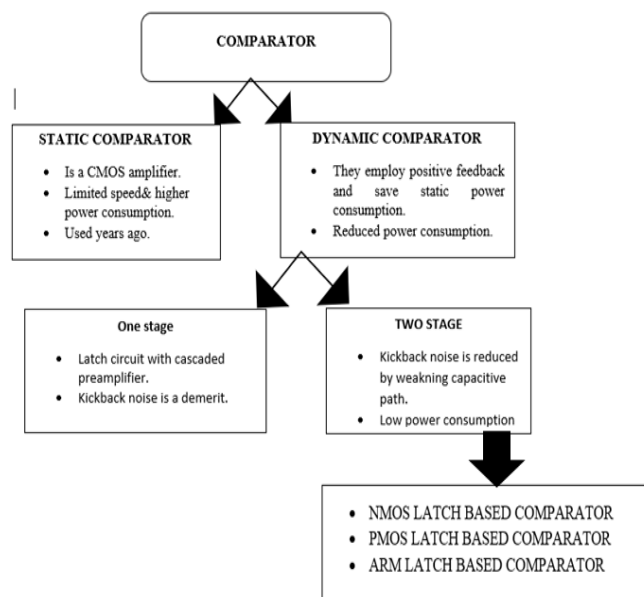 COMPARATOR
STATIC COMPARATOR
• Is a CMOS amplifier.
• Limited speed& higher
power consumption.
• Used years ago.
DYNAMIC COMPARATOR
• They employ positive feedback
and save static power
consumption.
• Reduced power consumption.
One stage
• Latch circuit with cascaded
preamplifier.
• Kickback noise is a demerit.
TWO STAGE
• Kickback noise is reduced
by weakning capacitive
path.
• Low power consumption
• NMOS LATCH BASED COMPARATOR
• PMOS LATCH BASED COMPARATOR
• ARM LATCH BASED COMPARATOR